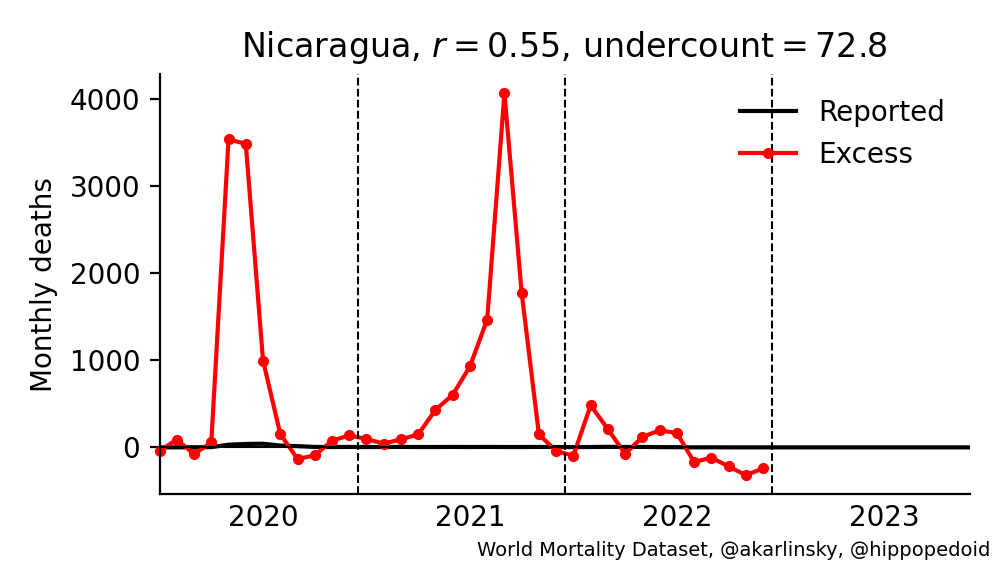 Nicaragua, r = 0.55, undercount = 72.8
Monthly deaths
4000
3000
2000
1000
0
Reported
Excess
2020 2021 2022 2023
World Mortality Dataset, @akarlinsky, @hippopedoid